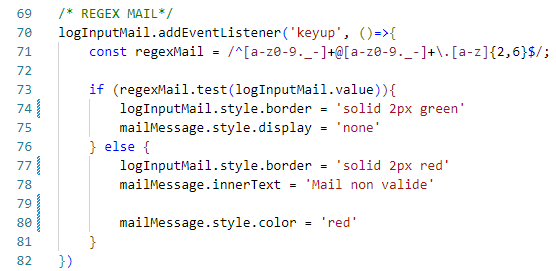 69 /* REGEX MAIL*/
70 logInputMail.addEventListener('keyup', ()=>{
71     const regexMail = /^[a-z0-9._-]+@[a-z0-9._-]+\.[a-z]{2,6}$/;
72
73     if (regexMail.test(logInputMail.value)){
74         logInputMail.style.border = 'solid 2px green'
75         mailMessage.style.display = 'none'
76     } else {
77         logInputMail.style.border = 'solid 2px red'
78         mailMessage.innerText = 'Mail non valide'
79
80         mailMessage.style.color = 'red'
81     }
82 })